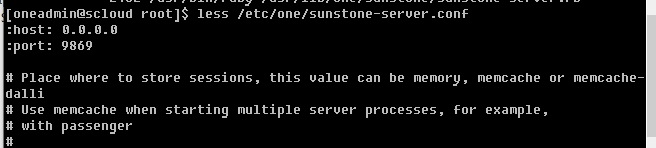 [oneadmin@scloud root]$ less /etc/one/sunstone-server.conf
:host: 0.0.0.0
:port: 9869
# Place where to store sessions, this value can be memory, memcache or memcache-
dalli
# Use memcache when starting multiple server processes, for example,
# with passenger
#